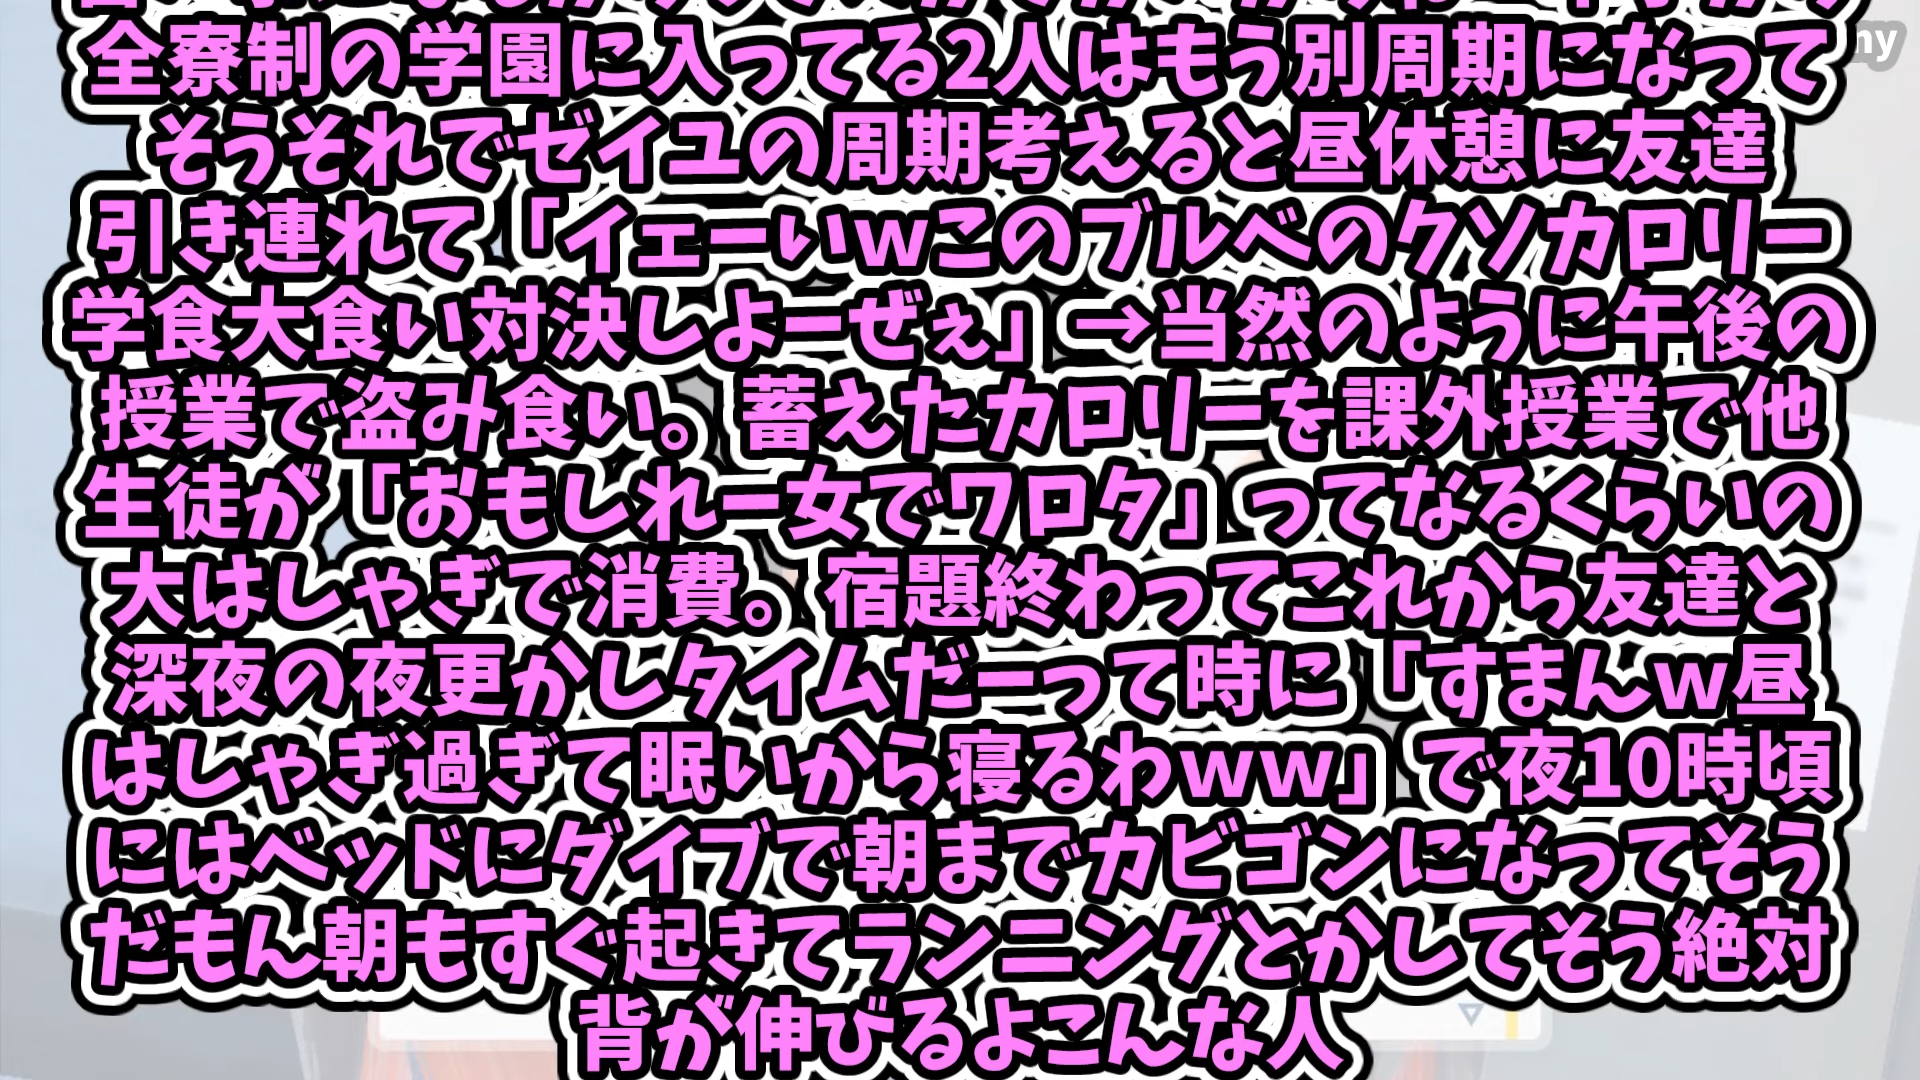 全寮制の学園に入ってる2人はもう別周期になって
そうそれでゼイユの周期考えると昼休憩に友達
引き連れて「イェーいwこのブルベのクソカロリー
学食大食い対決しよーぜぇ」→当然のように午後の
授業で盗み食い。蓄えたカロリーを課外授業で他
生徒が「おもしれー女でワロタ」ってなるくらいの
大はしゃぎで消費。宿題終わってこれから友達と
深夜の夜更かしタイムだーって時に「すまんw昼
はしゃぎ過ぎて眠いから寝るわww」で夜10時頃
にはベッドにダイブで朝までカビゴンになってそう
だもん朝もすぐ起きてランニングとかしてそう絶対
背が伸びるよこんな人